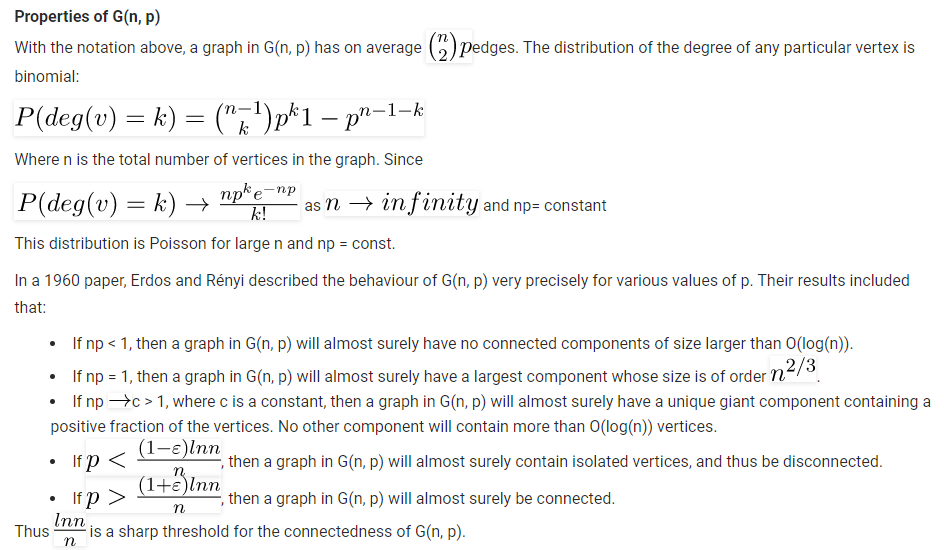 Properties of G(n, p)
With the notation above, a graph in G(n, p) has on average $\binom{n}{2}p$edges. The distribution of the degree of any particular vertex is
binomial:
$P(deg(v) = k) = \binom{n-1}{k}p^k1 - p^{n-1-k}$
Where n is the total number of vertices in the graph. Since
$P(deg(v) = k) \to \frac{np^k e^{-np}}{k!}$ as $n \to infinity$ and np= constant
This distribution is Poisson for large n and np = const.
In a 1960 paper, Erdos and Rényi described the behaviour of G(n, p) very precisely for various values of p. Their results included
that:
• If np < 1, then a graph in G(n, p) will almost surely have no connected components of size larger than O(log(n)).
• If np = 1, then a graph in G(n, p) will almost surely have a largest component whose size is of order $n^{2/3}$.
• If np →c > 1, where c is a constant, then a graph in G(n, p) will almost surely have a unique giant component containing a
positive fraction of the vertices. No other component will contain more than O(log(n)) vertices.
• If $p < \frac{(1-\varepsilon)lnn}{n}$, then a graph in G(n, p) will almost surely contain isolated vertices, and thus be disconnected.
• If $p > \frac{(1+\varepsilon)lnn}{n}$, then a graph in G(n, p) will almost surely be connected.
Thus $\frac{lnn}{n}$ is a sharp threshold for the connectedness of G(n, p).